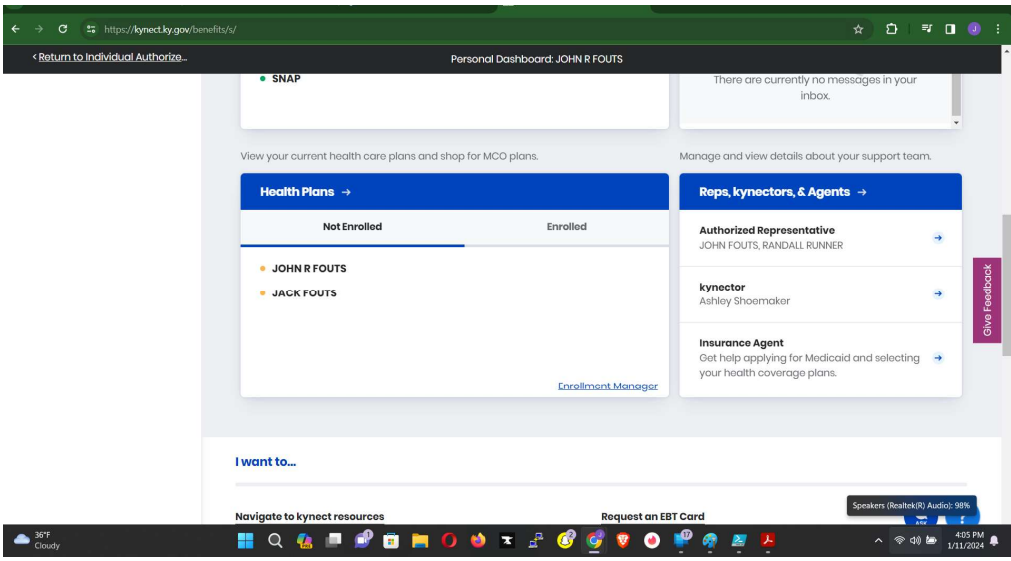 https://kynect.ky.gov/benefits/s/
< Return to Individual Authorize...
Personal Dashboard: JOHN R FOUTS
SNAP
There are currently no messages in your
inbox.
View your current health care plans and shop for MCO plans.
Manage and view details about your support team.
Health Plans →
Reps, kynectors, & Agents →
Not Enrolled
Enrolled
Authorized Representative
JOHN FOUTS, RANDALL RUNNER
JOHN R FOUTS
JACK FOUTS
kynector
Ashley Shoemaker
Give Feedback
Insurance Agent
Get help applying for Medicaid and selecting
your health coverage plans.
Enrollment Manager
I want to...
Speakers (Realtek(R) Audio): 98%
Navigate to kynect resources
Request an EBT Card
ASK
36°F
Cloudy
4:05 PM
1/11/2024